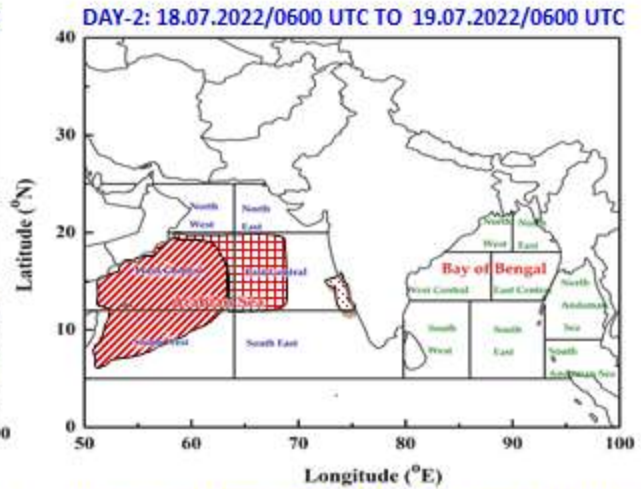 DAY-2: 18.07.2022/0600 UTC TO 19.07.2022/0600 UTC
40
30
20
10
0
Latitude (°N)
North West
North East
West Central
East Central
Arabian Sea
South West
South East
North West
North East
Bay of Bengal
West Central
East Central
North Andaman Sea
South West
South East
South Andaman Sea
50
60
70
80
90
100
Longitude (°E)